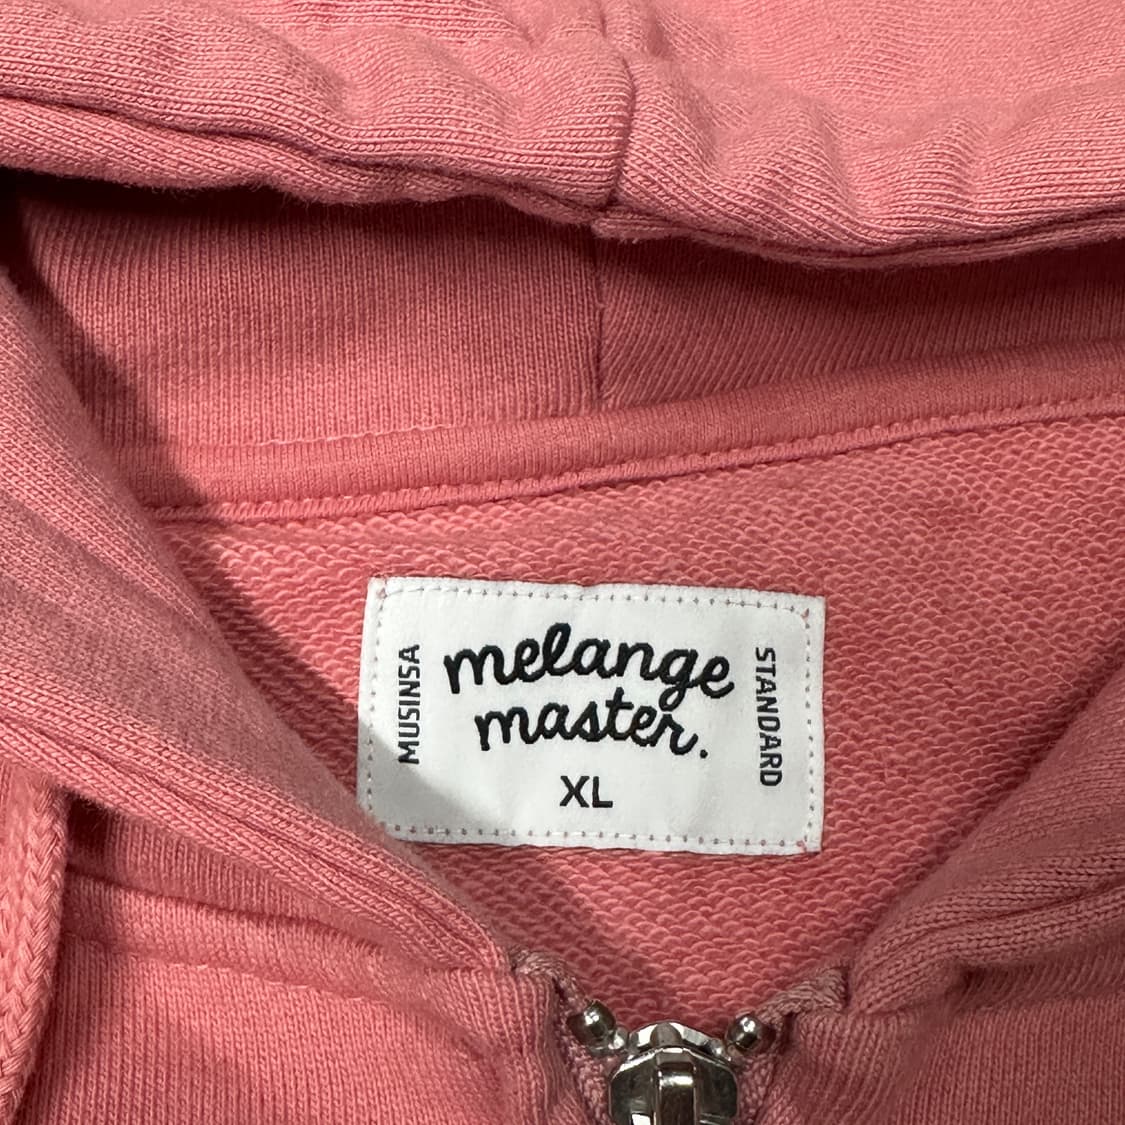 MUSINSA
melange
master.
XL
STANDARD